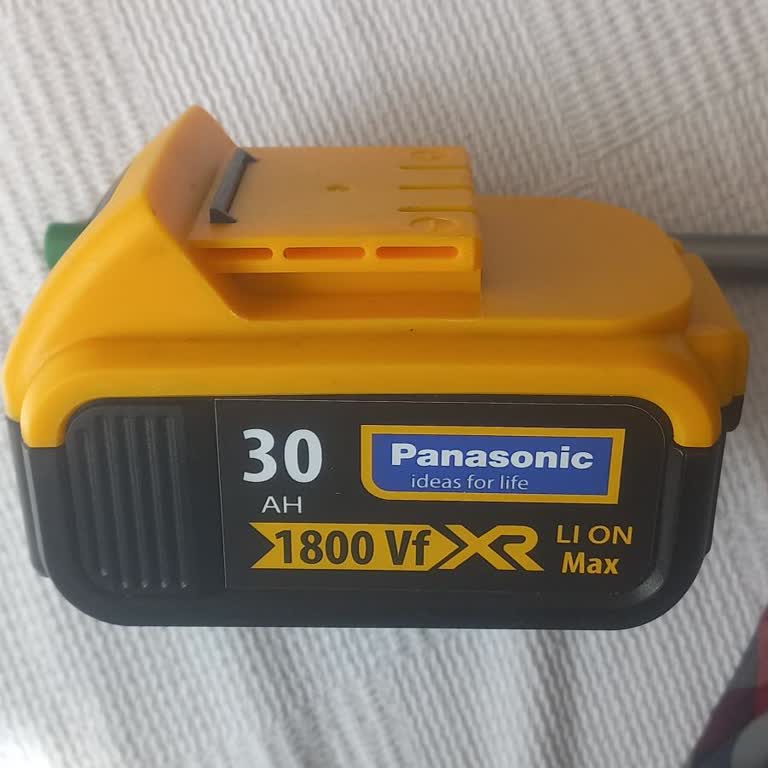 30
AH
Panasonic
ideas for life
1800 Vf XR
LI ON
Max